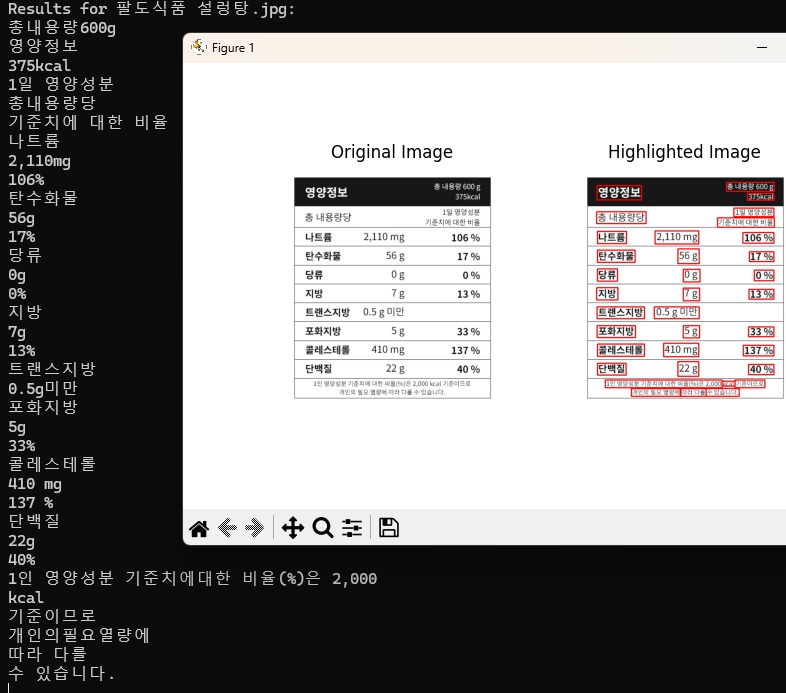 Results for 팔도식품 설렁탕.jpg:
총내용량600g
영양정보
375kcal
1일 영양성분
총내용량당
기준치에 대한 비율
나트륨
2,110mg
106%
탄수화물
56g
17%
당류
0g
0%
지방
7g
13%
트랜스지방
0.5g미만
포화지방
5g
33%
콜레스테롤
410 mg
137 %
단백질
22g
40%
1인 영양성분 기준치에대한 비율(%)은 2,000
kcal
기준이므로
개인의필요열량에
따라 다를
수 있습니다.
Figure 1
Original Image
영양정보 총 내용량 600 g
375kcal
총 내용량당 1일 영양성분
기준치에 대한 비율
나트륨 2,110 mg 106 %
탄수화물 56 g 17 %
당류 0 g 0 %
지방 7 g 13 %
트랜스지방 0.5 g 미만
포화지방 5 g 33 %
콜레스테롤 410 mg 137 %
단백질 22 g 40 %
1인 영양성분 기준치에 대한 비율(%)은 2,000 kcal 기준이므로
개인의 필요 열량에 따라 다를 수 있습니다.
Highlighted Image
영양정보 총 내용량 600 g
375kcal
총 내용량당 1일 영양성분
기준치에 대한 비율
나트륨 2,110 mg 106 %
탄수화물 56 g 17 %
당류 0 g 0 %
지방 7 g 13 %
트랜스지방 0.5 g 미만
포화지방 5 g 33 %
콜레스테롤 410 mg 137 %
단백질 22 g 40 %
1인 영양성분 기준치에 대한 비율(%)은 2,000 kcal 기준이므로
개인의 필요 열량에 따라 다를 수 있습니다.